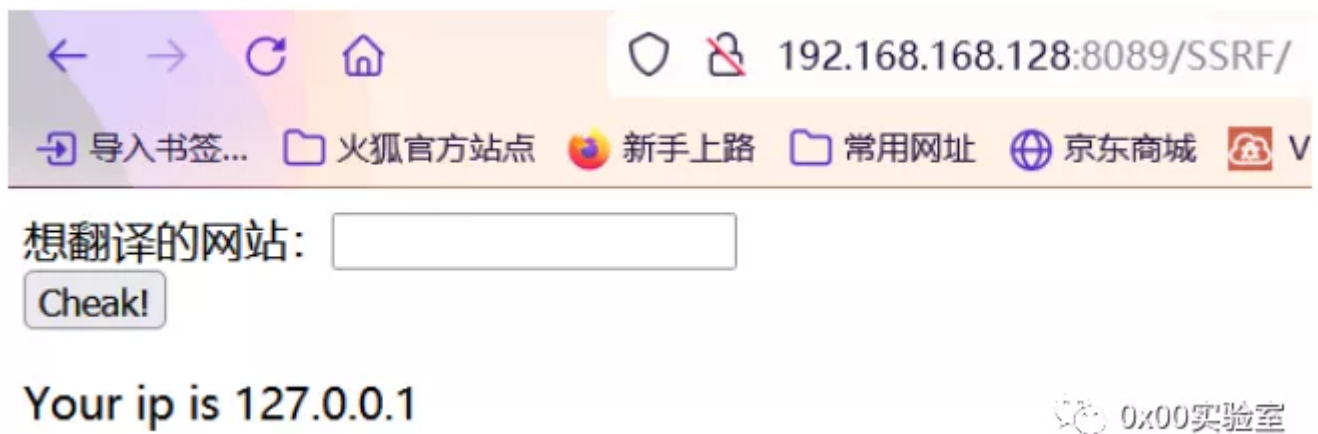 192.168.168.128:8089/SSRF/
导入书签... 火狐官方站点 新手上路 常用网址 京东商城 V
想翻译的网站：
Cheak!
Your ip is 127.0.0.1
0x00实验室